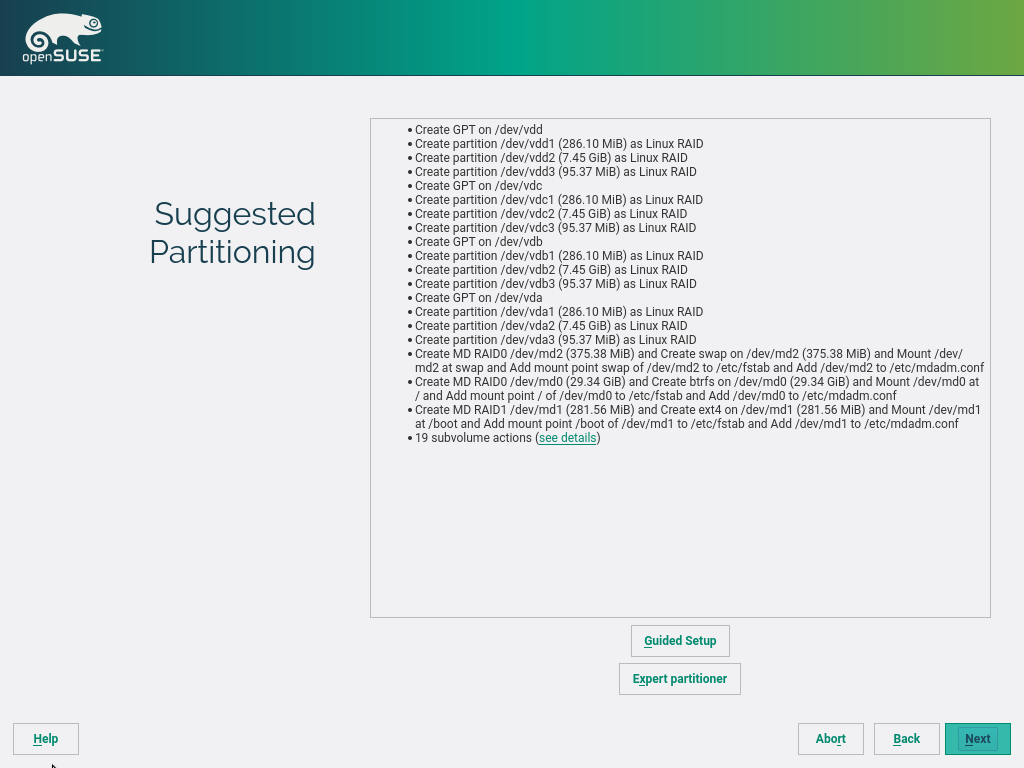 openSUSE
Suggested
Partitioning
Create GPT on /dev/vdd
Create partition /dev/vdd1 (286.10 MiB) as Linux RAID
Create partition /dev/vdd2 (7.45 GiB) as Linux RAID
Create partition /dev/vdd3 (95.37 MiB) as Linux RAID
Create GPT on /dev/vdc
Create partition /dev/vdc1 (286.10 MiB) as Linux RAID
Create partition /dev/vdc2 (7.45 GiB) as Linux RAID
Create partition /dev/vdc3 (95.37 MiB) as Linux RAID
Create GPT on /dev/vdb
Create partition /dev/vdb1 (286.10 MiB) as Linux RAID
Create partition /dev/vdb2 (7.45 GiB) as Linux RAID
Create partition /dev/vdb3 (95.37 MiB) as Linux RAID
Create GPT on /dev/vda
Create partition /dev/vda1 (286.10 MiB) as Linux RAID
Create partition /dev/vda2 (7.45 GiB) as Linux RAID
Create partition /dev/vda3 (95.37 MiB) as Linux RAID
Create MD RAID0 /dev/md2 (375.38 MiB) and Create swap on /dev/md2 (375.38 MiB) and Mount /dev/
md2 at swap and Add mount point swap of /dev/md2 to /etc/fstab and Add /dev/md2 to /etc/mdadm.conf
Create MD RAID0 /dev/md0 (29.34 GiB) and Create btrfs on /dev/md0 (29.34 GiB) and Mount /dev/md0 at
/ and Add mount point / of /dev/md0 to /etc/fstab and Add /dev/md0 to /etc/mdadm.conf
Create MD RAID1 /dev/md1 (281.56 MiB) and Create ext4 on /dev/md1 (281.56 MiB) and Mount /dev/md1
at /boot and Add mount point /boot of /dev/md1 to /etc/fstab and Add /dev/md1 to /etc/mdadm.conf
19 subvolume actions (see details)
Guided Setup
Expert partitioner
Help
Abort
Back
Next